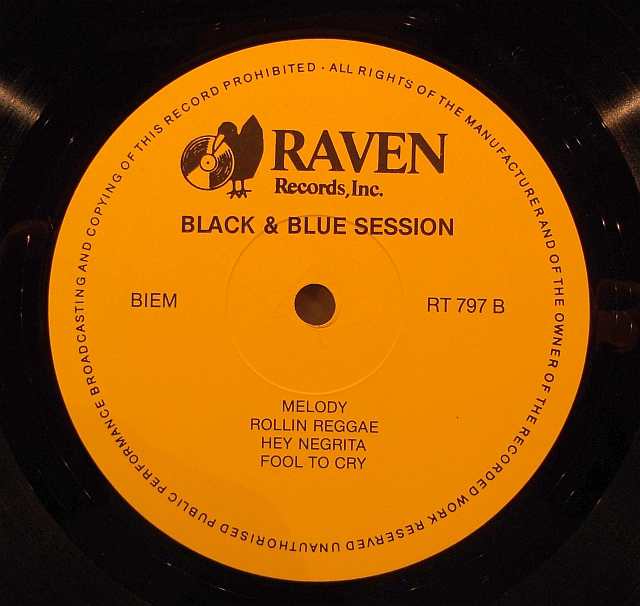 RAVEN
Records, Inc.
BLACK & BLUE SESSION
BIEM
RT 797 B
MELODY
ROLLIN REGGAE
HEY NEGRITA
FOOL TO CRY
ALL RIGHTS OF THE MANUFACTURER AND OF THE OWNER OF THE RECORDED WORK RESERVED UNAUTHORISED PUBLIC PERFORMANCE BROADCASTING AND COPYING OF THIS RECORD PROHIBITED ·